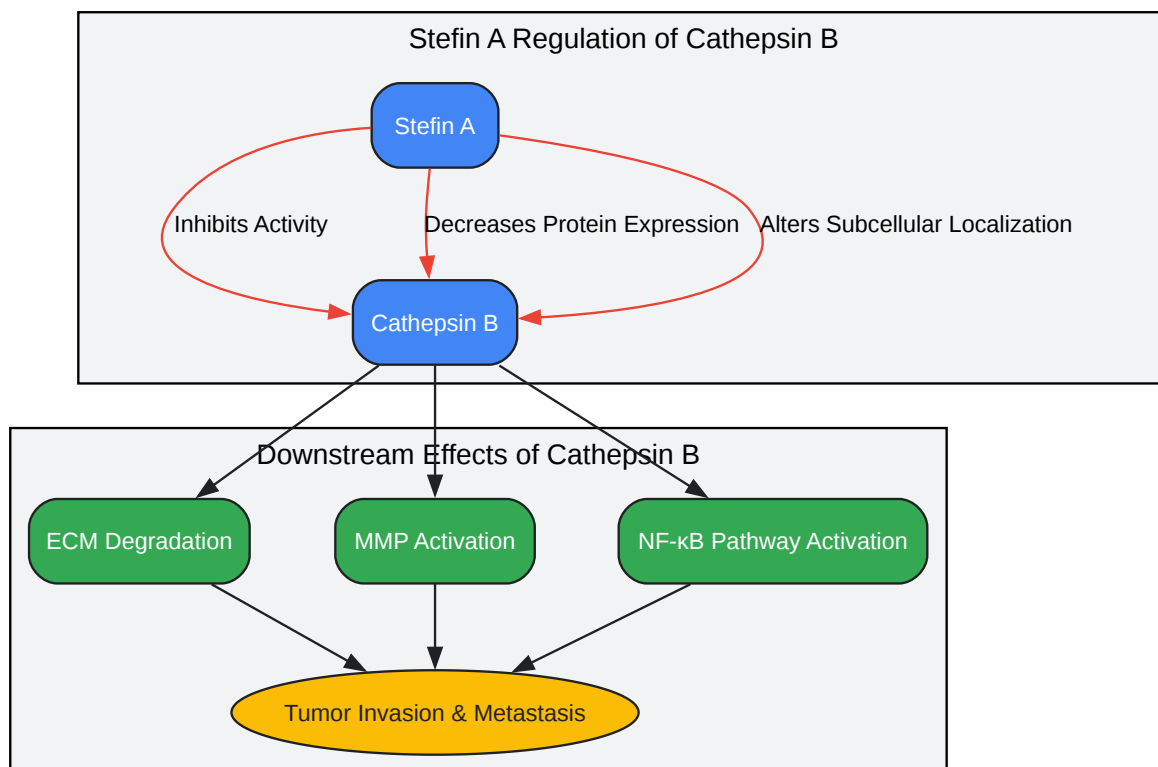 Stefin A Regulation of Cathepsin B
Stefin A
Inhibits Activity
Decreases Protein Expression
Alters Subcellular Localization
Cathepsin B
Downstream Effects of Cathepsin B
ECM Degradation
MMP Activation
NF-κB Pathway Activation
Tumor Invasion & Metastasis